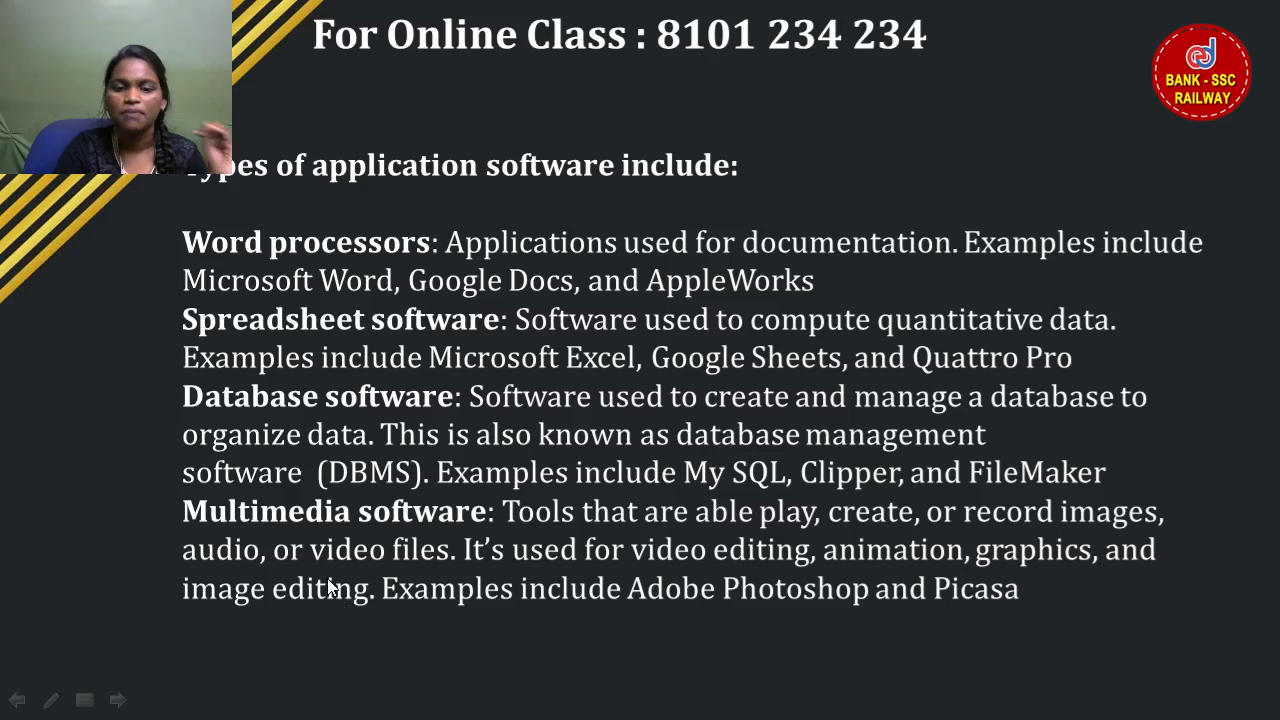 For Online Class : 8101 234 234
BANK - SSC
RAILWAY
Types of application software include:
Word processors: Applications used for documentation. Examples include
Microsoft Word, Google Docs, and AppleWorks
Spreadsheet software: Software used to compute quantitative data.
Examples include Microsoft Excel, Google Sheets, and Quattro Pro
Database software: Software used to create and manage a database to
organize data. This is also known as database management
software (DBMS). Examples include My SQL, Clipper, and FileMaker
Multimedia software: Tools that are able play, create, or record images,
audio, or video files. It’s used for video editing, animation, graphics, and
image editing. Examples include Adobe Photoshop and Picasa